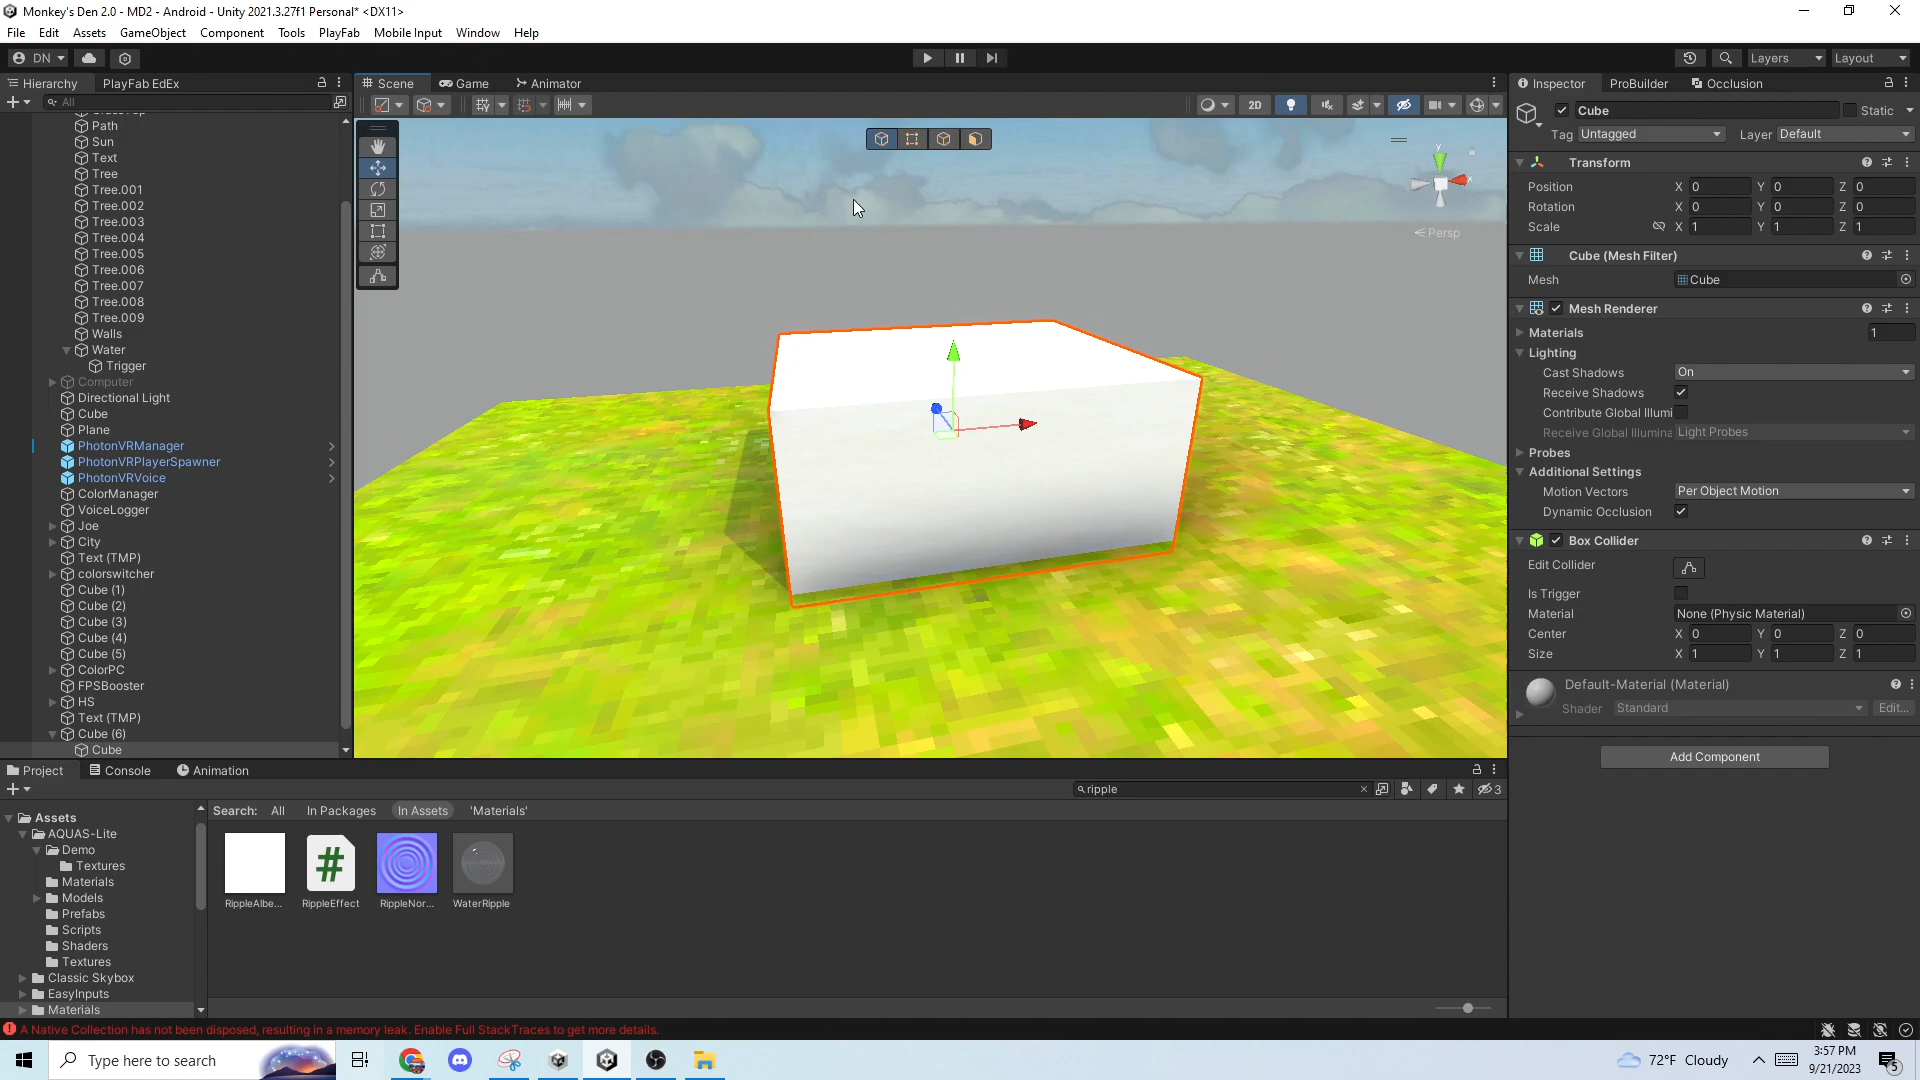 Monkey's Den 2.0 - MD2 - Android - Unity 2021.3.27f1 Personal* <DX11>
File Edit Assets GameObject Component Tools PlayFab Mobile Input Window Help
DN Layers Layout
Hierarchy PlayFab EdEx
All
Path
Sun
Text
Tree
Tree.001
Tree.002
Tree.003
Tree.004
Tree.005
Tree.006
Tree.007
Tree.008
Tree.009
Walls
Water
Trigger
Computer
Directional Light
Cube
Plane
PhotonVRManager
PhotonVRPlayerSpawner
PhotonVRVoice
ColorManager
VoiceLogger
Joe
City
Text (TMP)
colorswitcher
Cube (1)
Cube (2)
Cube (3)
Cube (4)
Cube (5)
ColorPC
FPSBooster
HS
Text (TMP)
Cube (6)
Cube
Scene Game Animator
2D
y
x
Persp
Inspector ProBuilder Occlusion
Cube Static
Tag Untagged Layer Default
Transform
Position X 0 Y 0 Z 0
Rotation X 0 Y 0 Z 0
Scale X 1 Y 1 Z 1
Cube (Mesh Filter)
Mesh Cube
Mesh Renderer
Materials 1
Lighting
Cast Shadows On
Receive Shadows
Contribute Global Illumi
Receive Global Illumina Light Probes
Probes
Additional Settings
Motion Vectors Per Object Motion
Dynamic Occlusion
Box Collider
Edit Collider
Is Trigger
Material None (Physic Material)
Center X 0 Y 0 Z 0
Size X 1 Y 1 Z 1
Default-Material (Material)
Shader Standard Edit...
Add Component
Project Console Animation
ripple 3
Assets
AQUAS-Lite
Demo
Textures
Materials
Models
Prefabs
Scripts
Shaders
Textures
Classic Skybox
EasyInputs
Materials
Search: All In Packages In Assets 'Materials'
RippleAlbe... RippleEffect RippleNor... WaterRipple
A Native Collection has not been disposed, resulting in a memory leak. Enable Full StackTraces to get more details.
Type here to search
72°F Cloudy
3:57 PM
9/21/2023
5